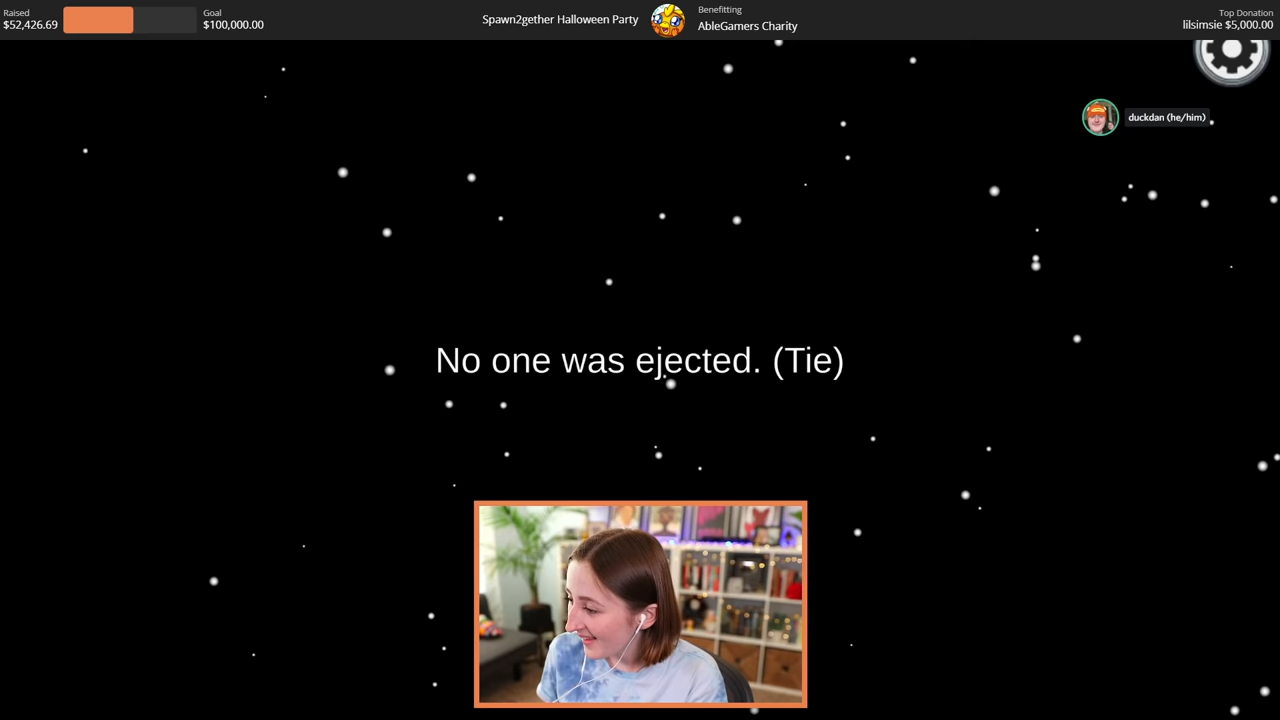 Raised
$52,426.69
Goal
$100,000.00
Spawn2gether Halloween Party
Benefitting
AbleGamers Charity
Top Donation
lilsimsie $5,000.00
duckdan (he/him)
No one was ejected. (Tie)